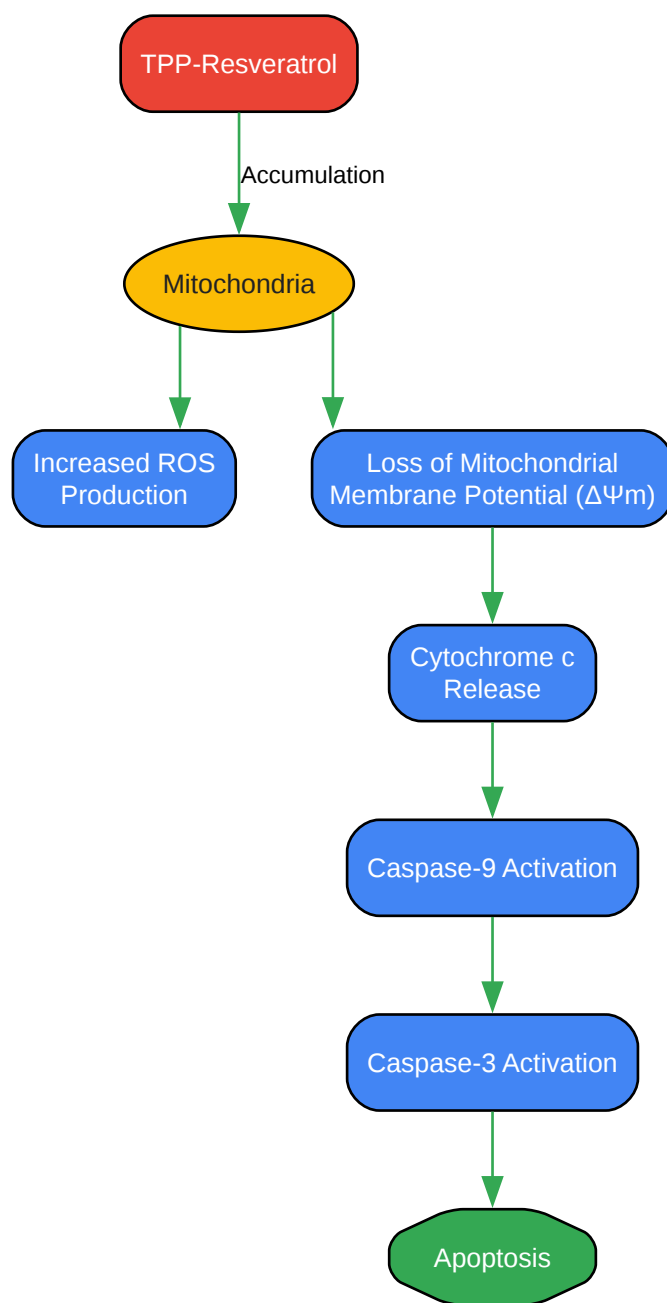 TPP-Resveratrol
Accumulation
Mitochondria
Increased ROS
Production
Loss of Mitochondrial
Membrane Potential (ΔΨm)
Cytochrome c
Release
Caspase-9 Activation
Caspase-3 Activation
Apoptosis